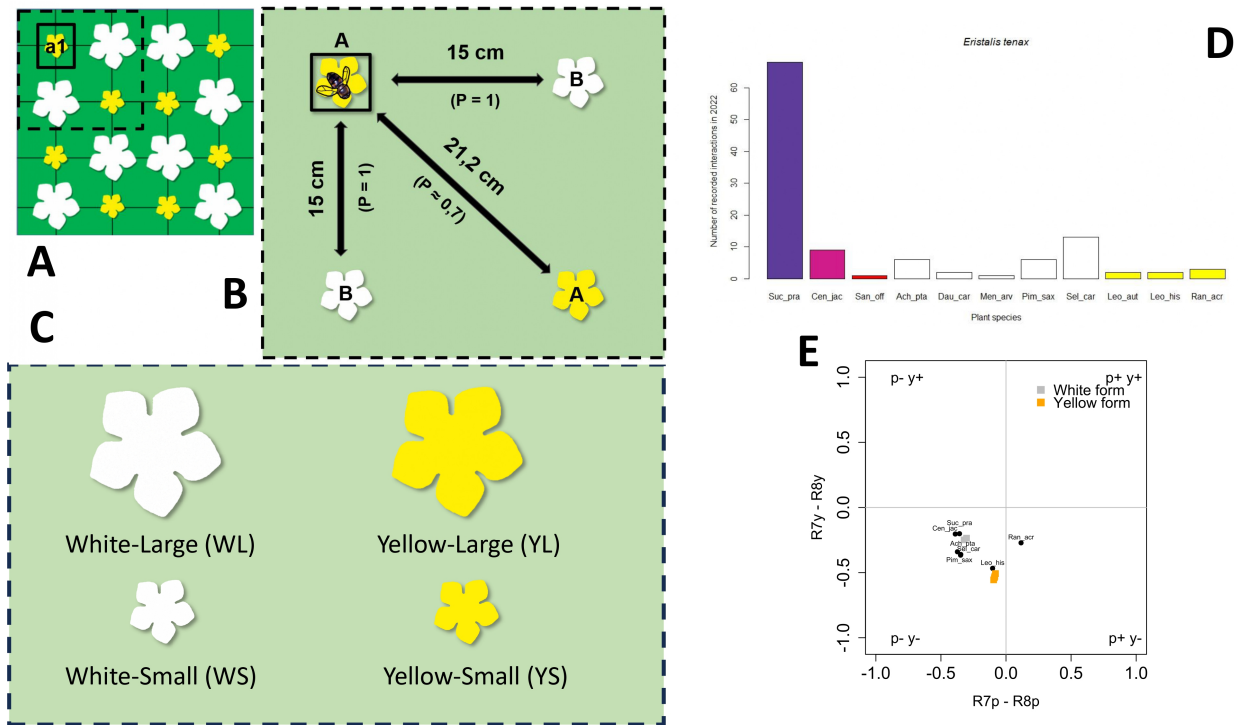 a1
A
B
C
A
15 cm
(P = 1)
B
15 cm
(P = 1)
21,2 cm
(P ≈ 0,7)
B
A
White-Large (WL)
Yellow-Large (YL)
White-Small (WS)
Yellow-Small (YS)
D
Eristalis tenax
Number of recorded interactions in 2022
60
50
40
30
20
10
0
Suc_pra Cen_jac San_off Ach_pta Dau_car Men_arv Pim_sax Sel_car Leo_aut Leo_his Ran_acr
Plant species
E
p- y+
p+ y+
White form
Yellow form
R7y - R8y
1.0
0.5
0.0
-0.5
-1.0
Suc_pra
Cen_jac
Ran_acr
Ach_pta
Sel_car
Pim_sax
Leo_his
p- y-
p+ y-
-1.0 -0.5 0.0 0.5 1.0
R7p - R8p